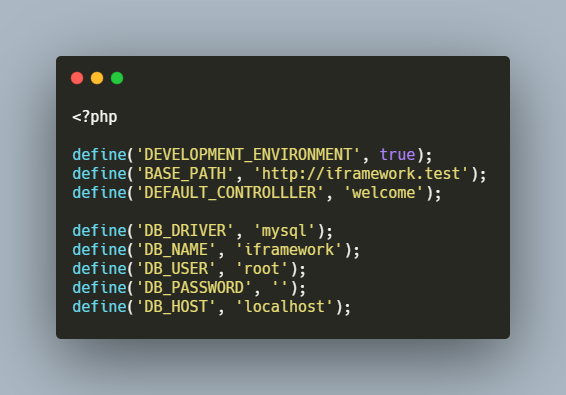 <?php
define('DEVELOPMENT_ENVIRONMENT', true);
define('BASE_PATH', 'http://iframework.test');
define('DEFAULT_CONTROLLLER', 'welcome');
define('DB_DRIVER', 'mysql');
define('DB_NAME', 'iframework');
define('DB_USER', 'root');
define('DB_PASSWORD', '');
define('DB_HOST', 'localhost');